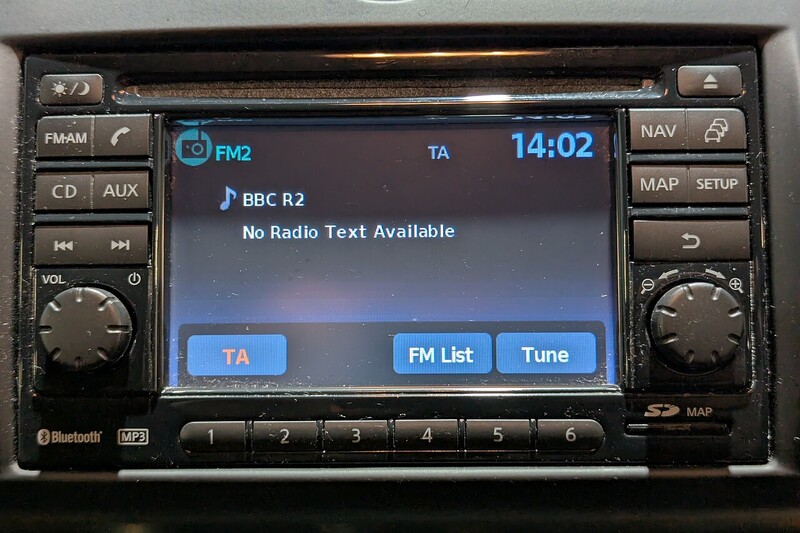 FM·AM
CD AUX
VOL
FM2 TA 14:02
BBC R2
No Radio Text Available
TA FM List Tune
NAV
MAP SETUP
Bluetooth® MP3
1 2 3 4 5 6
SD MAP